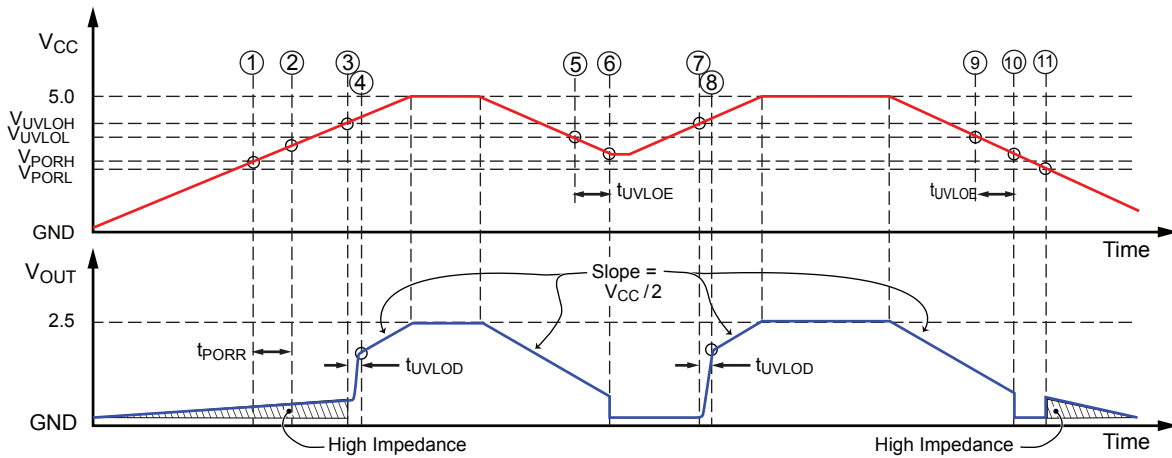 VCC
1 2 3 4 5 6 7 8 9 10 11
5.0
VUVLOH
VUVLOL
VPORH
VPORL
GND
tUVLOE
tUVLOE
Time
VOUT
Slope =
VCC /2
2.5
tPORR
tUVLOD
tUVLOD
GND
High Impedance
High Impedance
Time